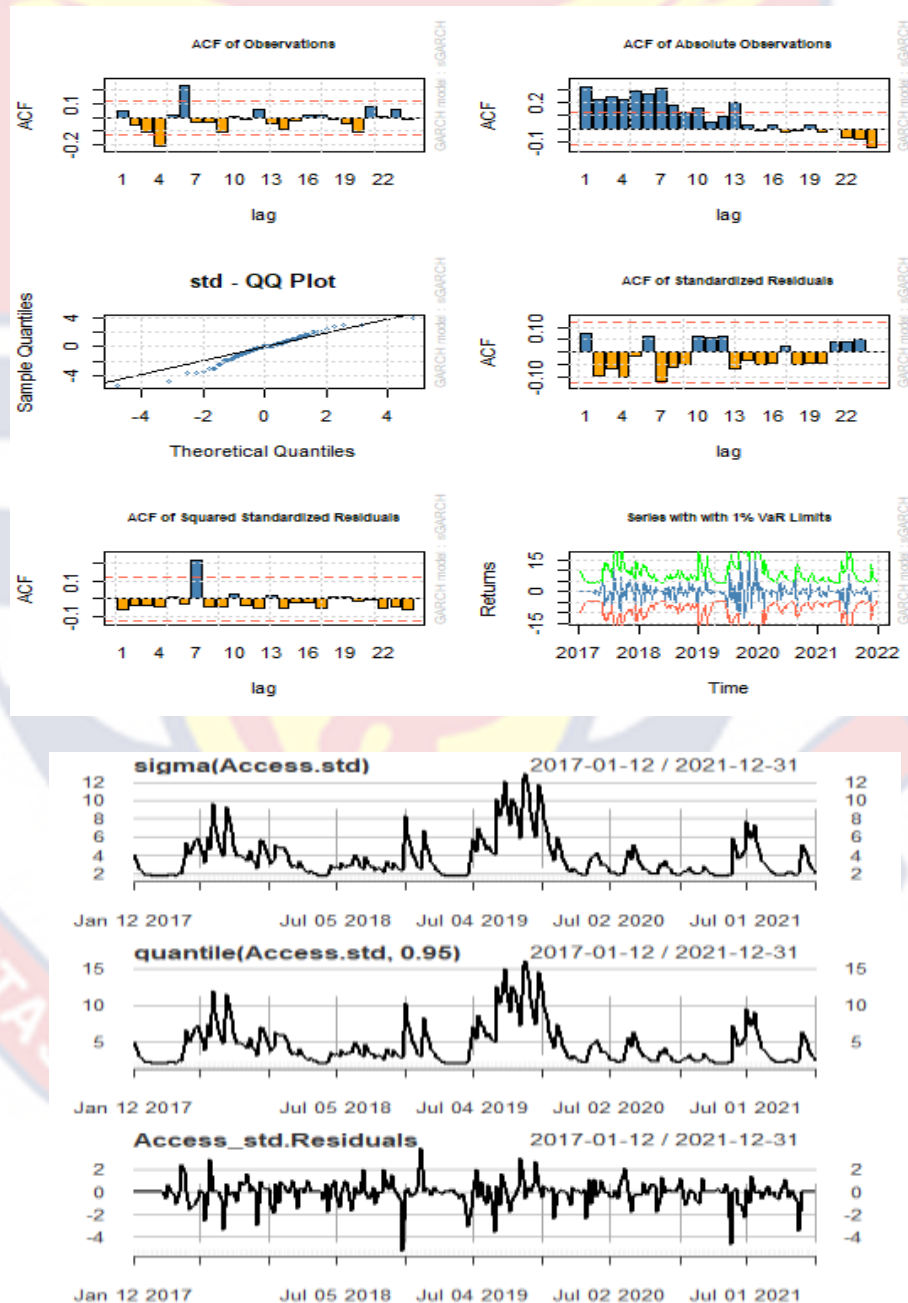 ACF of Observations
ACF
0.1
-0.2
1 4 7 10 13 16 19 22
lag
GARCH model : sGARCH
ACF of Absolute Observations
ACF
0.2
-0.1
1 4 7 10 13 16 19 22
lag
GARCH model : sGARCH
std - QQ Plot
Sample Quantiles
4
0
-4
-4 -2 0 2 4
Theoretical Quantiles
GARCH model : sGARCH
ACF of Standardized Residuals
ACF
0.10
-0.10
1 4 7 10 13 16 19 22
lag
GARCH model : sGARCH
ACF of Squared Standardized Residuals
ACF
0.1
-0.1
1 4 7 10 13 16 19 22
lag
GARCH model : sGARCH
Series with with 1% VaR Limits
Returns
15
0
-15
2017 2018 2019 2020 2021 2022
Time
GARCH model : sGARCH
sigma(Access.std) 2017-01-12 / 2021-12-31
12 12
10 10
8 8
6 6
4 4
2 2
Jan 12 2017 Jul 05 2018 Jul 04 2019 Jul 02 2020 Jul 01 2021
quantile(Access.std, 0.95) 2017-01-12 / 2021-12-31
15 15
10 10
5 5
Jan 12 2017 Jul 05 2018 Jul 04 2019 Jul 02 2020 Jul 01 2021
Access_std.Residuals 2017-01-12 / 2021-12-31
2 2
0 0
-2 -2
-4 -4
Jan 12 2017 Jul 05 2018 Jul 04 2019 Jul 02 2020 Jul 01 2021